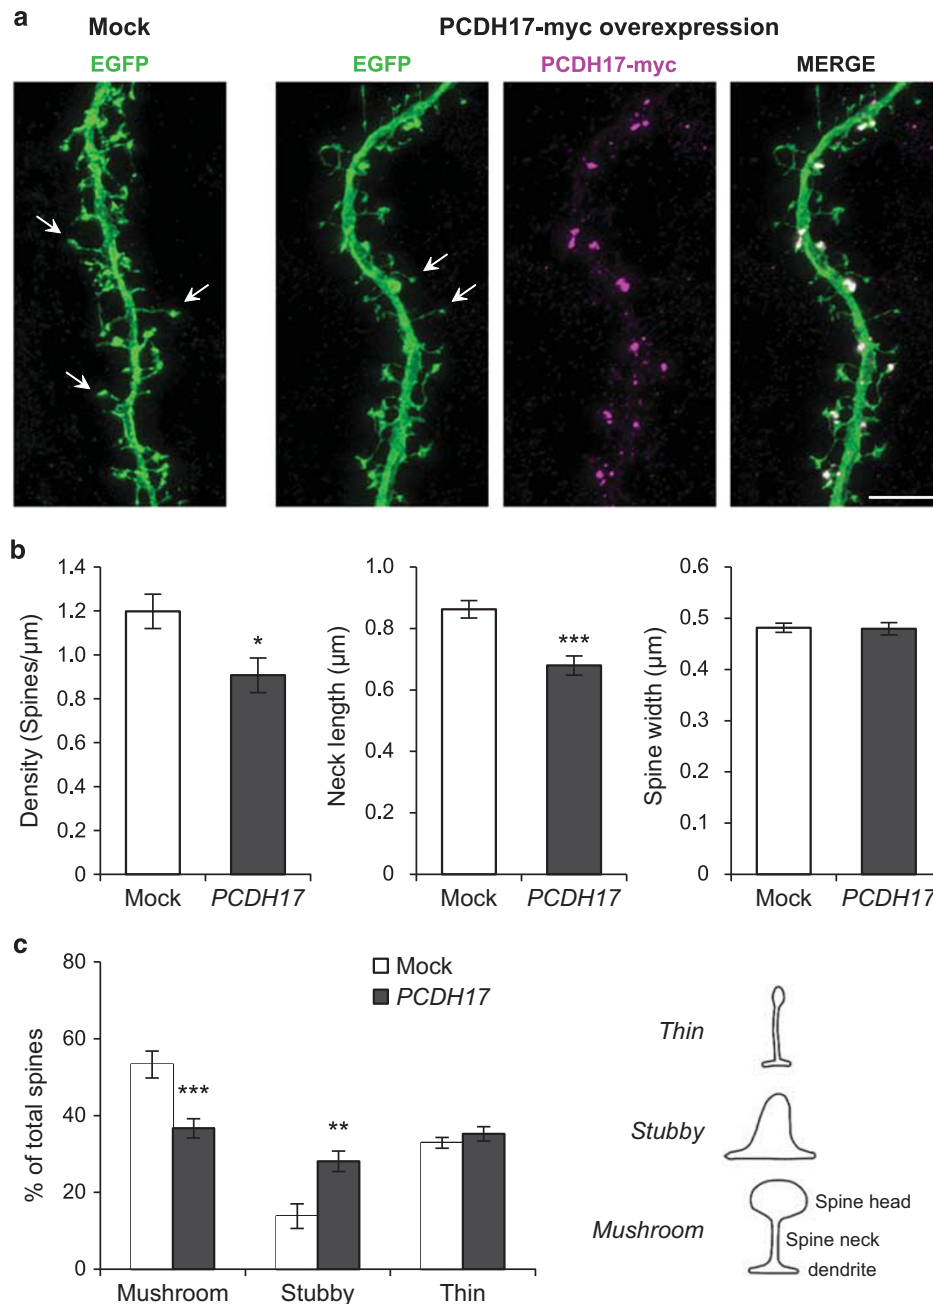 a
Mock
PCDH17-myc overexpression
EGFP
EGFP
PCDH17-myc
MERGE
b
Density (Spines/µm)
1.4
1.2
1.0
0.8
0.6
0.4
0.2
0
*
Mock
PCDH17
Neck length (µm)
1.0
0.8
0.6
0.4
0.2
0
***
Mock
PCDH17
Spine width (µm)
0.6
0.5
0.4
0.3
0.2
0.1
0
Mock
PCDH17
c
% of total spines
80
60
40
20
0
Mock
PCDH17
***
**
Mushroom
Stubby
Thin
Thin
Stubby
Mushroom
Spine head
Spine neck
dendrite